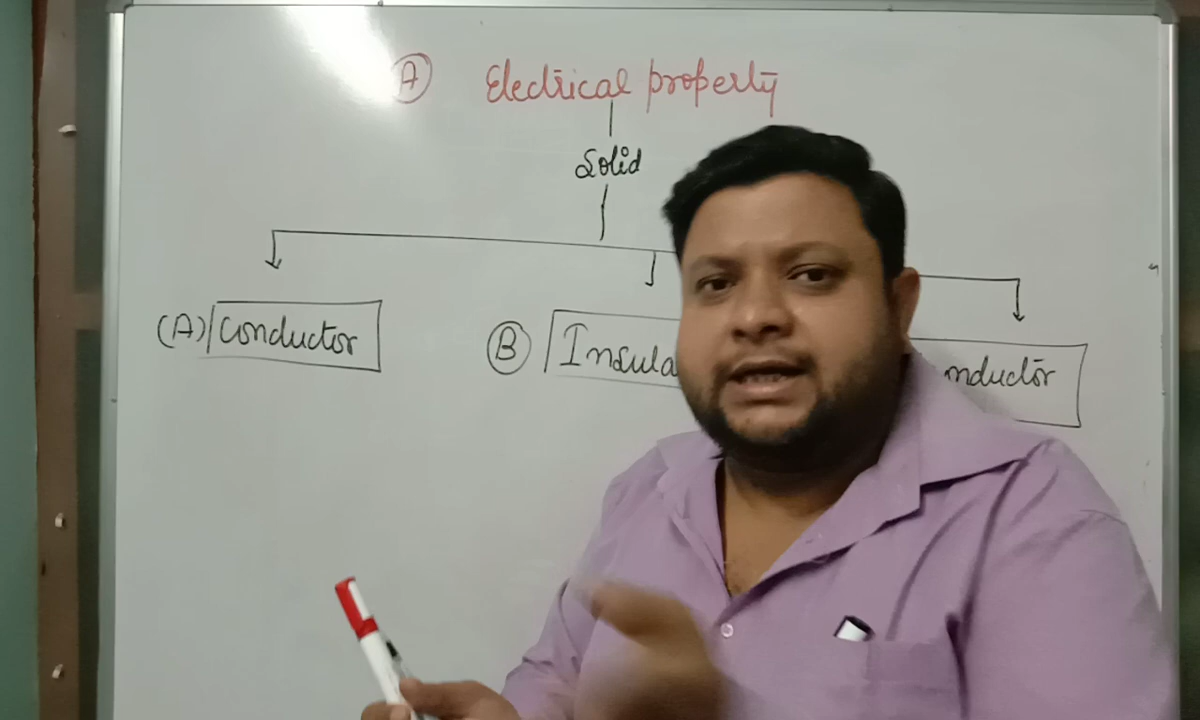 Ⓐ Electrical property
Solid
(A) Conductor Ⓑ Insula nductor